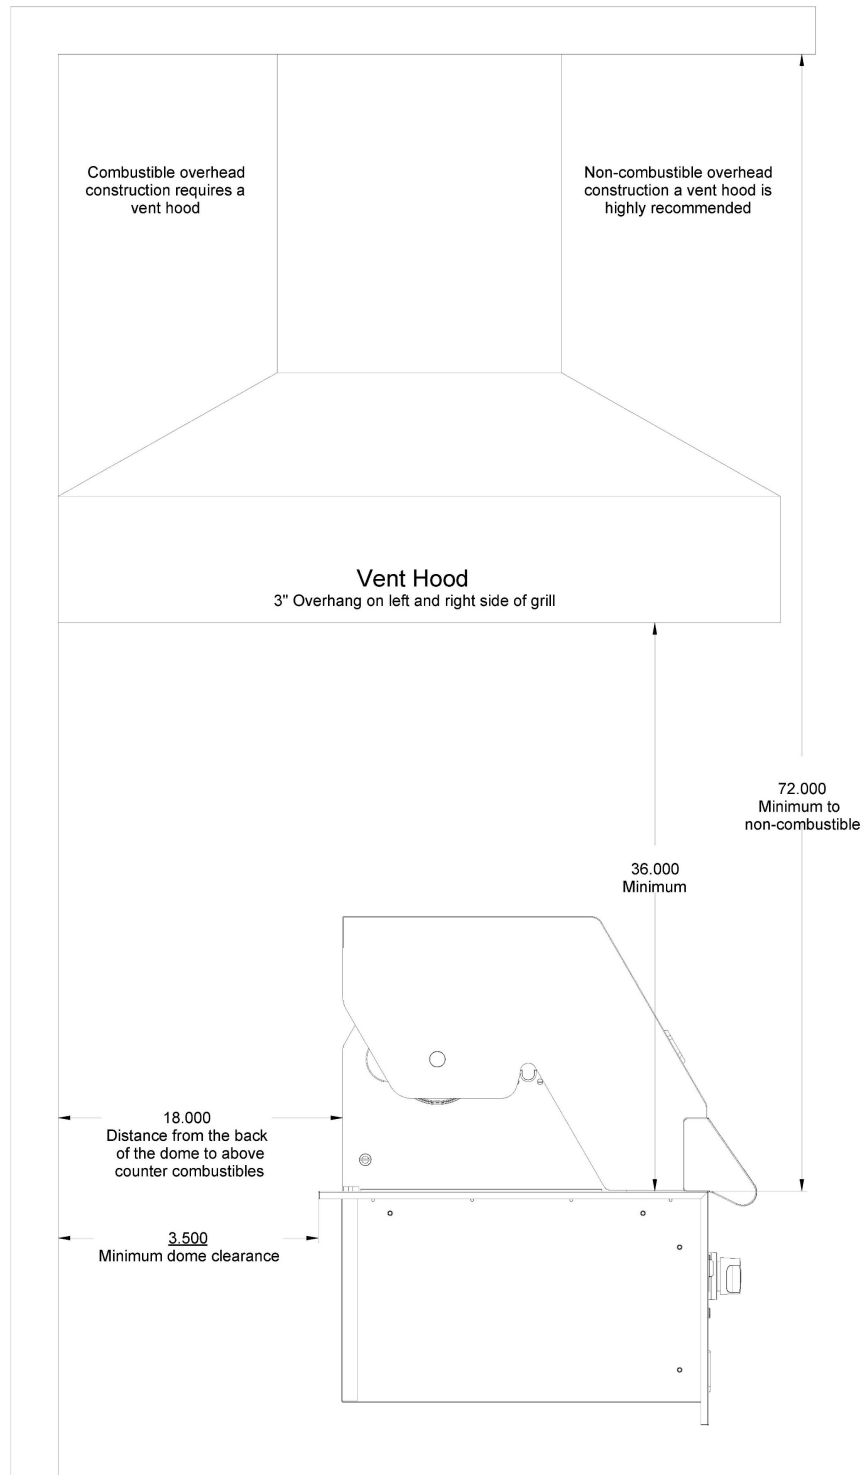 Combustible overhead
construction requires a
vent hood
Non-combustible overhead
construction a vent hood is
highly recommended
Vent Hood
3" Overhang on left and right side of grill
72.000
Minimum to
non-combustible
36.000
Minimum
18.000
Distance from the back
of the dome to above
counter combustibles
3.500
Minimum dome clearance